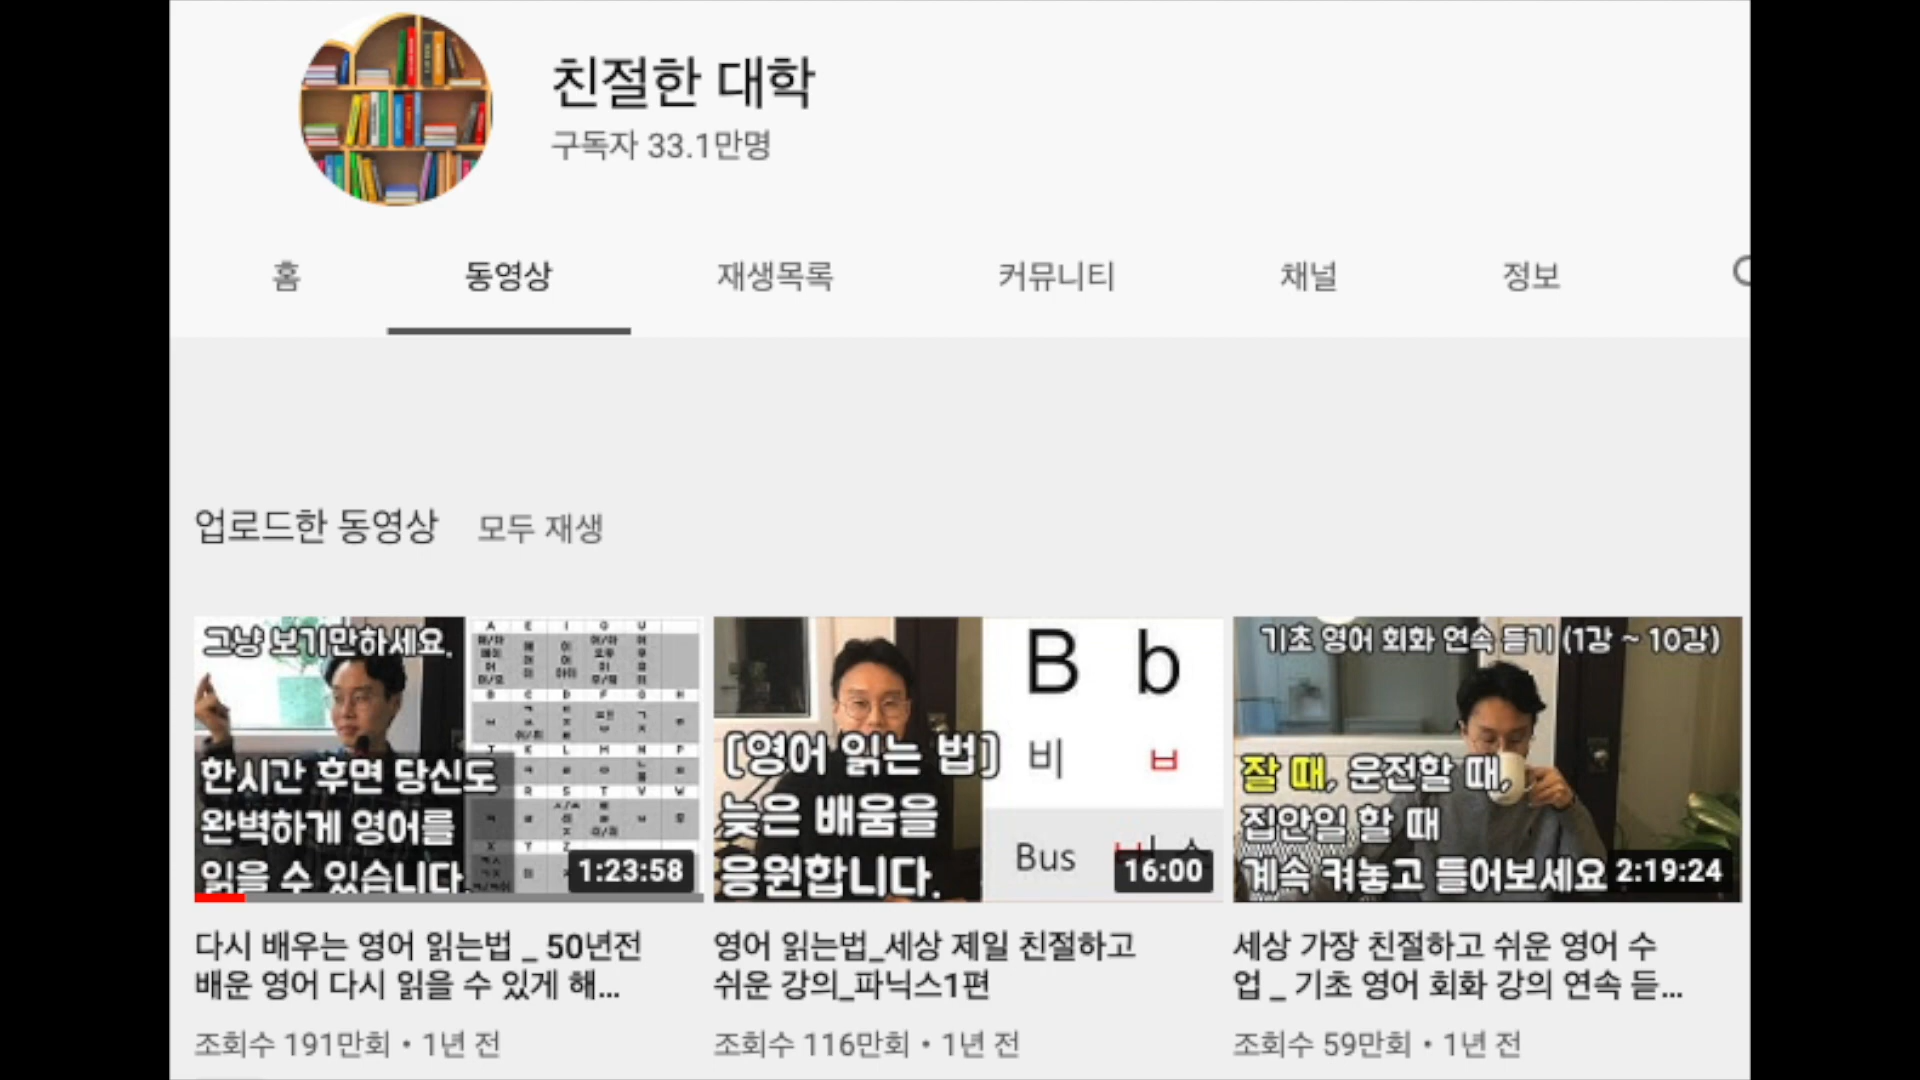 친절한 대학
구독자 33.1만명
홈
동영상
재생목록
커뮤니티
채널
정보
업로드한 동영상
모두 재생
그냥 보기만하세요.
한시간 후면 당신도
완벽하게 영어를
읽을 수 있습니다.
A E I O U
B C D F G H
J K L M N P
R S T V W
X Y Z
1:23:58
[영어 읽는 법]
늦은 배움을
응원합니다.
B b
비 ㅂ
Bus
16:00
기초 영어 회화 연속 듣기 (1강 ~ 10강)
잘 때, 운전할 때,
집안일 할 때
계속 켜놓고 들어보세요
2:19:24
다시 배우는 영어 읽는법 _ 50년전
배운 영어 다시 읽을 수 있게 해...
조회수 191만회 • 1년 전
영어 읽는법_세상 제일 친절하고
쉬운 강의_파닉스1편
조회수 116만회 • 1년 전
세상 가장 친절하고 쉬운 영어 수
업 _ 기초 영어 회화 강의 연속 듣...
조회수 59만회 • 1년 전